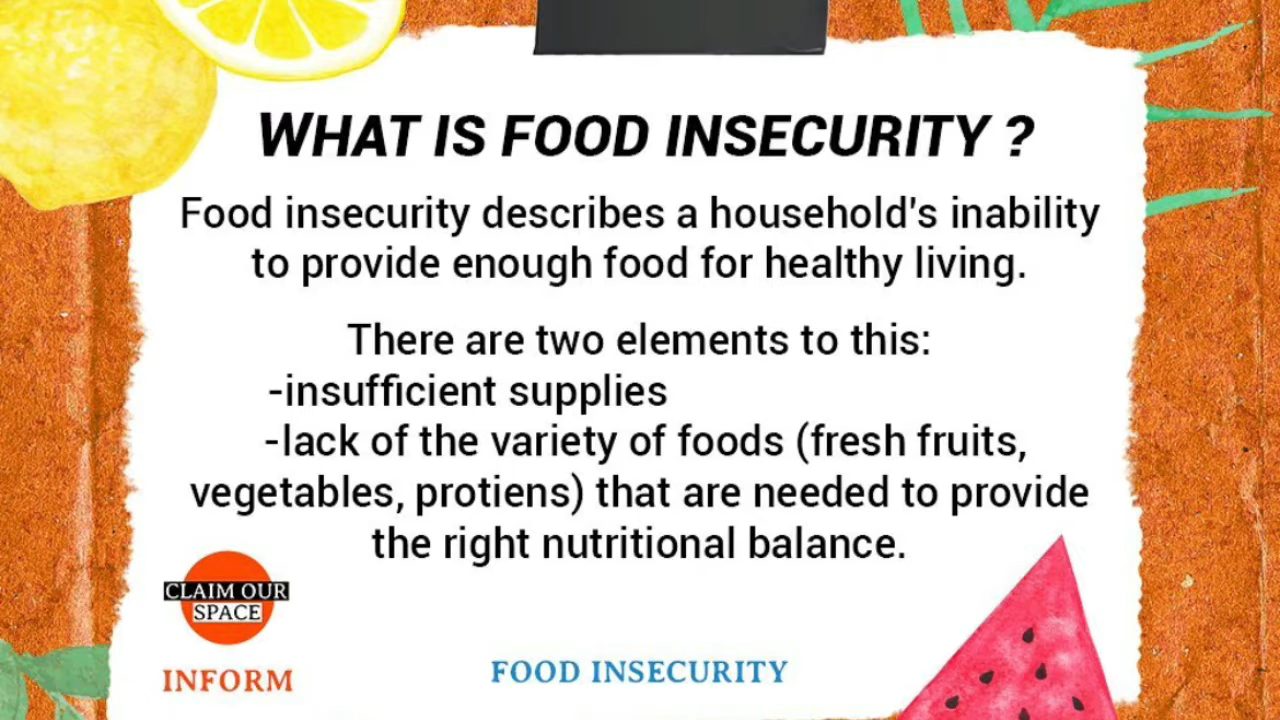 WHAT IS FOOD INSECURITY ?
Food insecurity describes a household's inability
to provide enough food for healthy living.
There are two elements to this:
-insufficient supplies
-lack of the variety of foods (fresh fruits,
vegetables, protiens) that are needed to provide
the right nutritional balance.
CLAIM OUR
SPACE
INFORM
FOOD INSECURITY